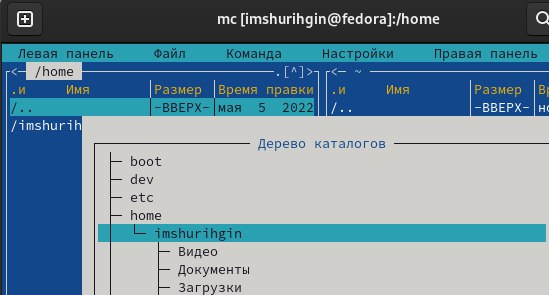 mc [imshurihgin@fedora]:/home
Левая панель Файл Команда Настройки Правая панель
<─ /home .[^]> <─ ~
.и Имя Размер Время правки .и Имя Размер
/.. -ВВЕРХ- мая 5 2022 /.. -ВВЕРХ-
/imshurih
Дерево каталогов
boot
dev
etc
home
imshurihgin
Видео
Документы
Загрузки